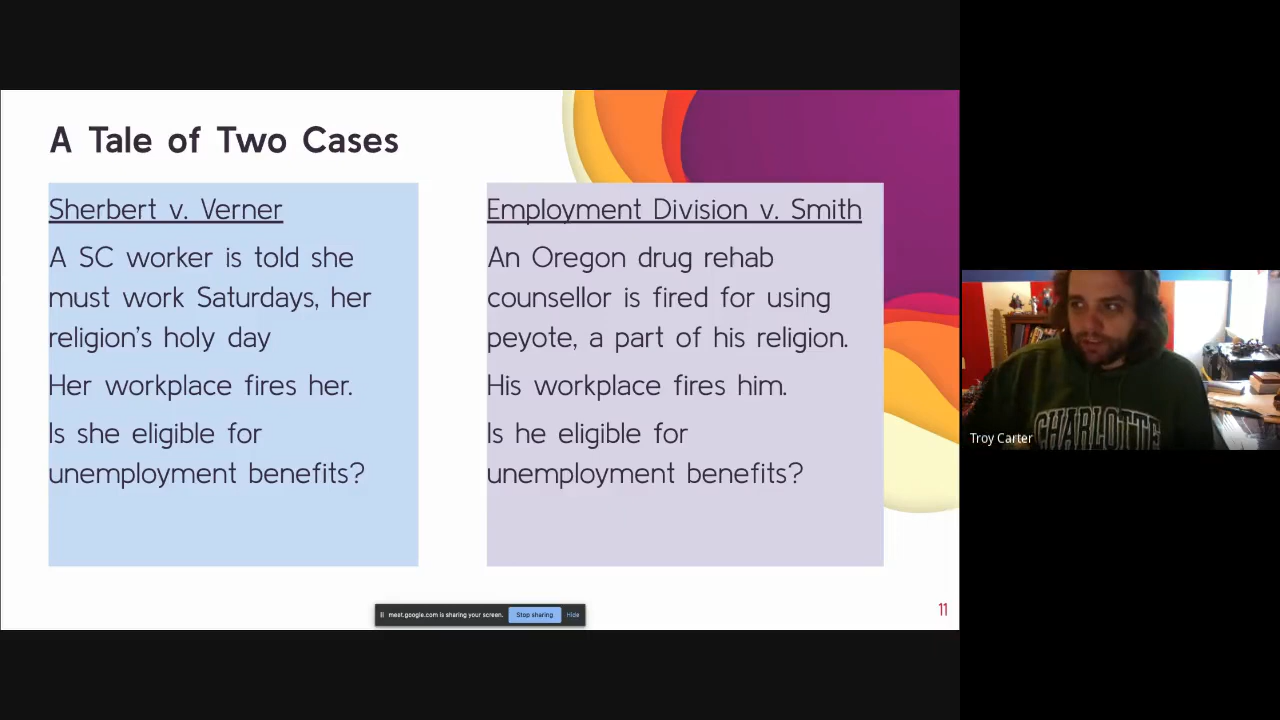 A Tale of Two Cases
Sherbert v. Verner
A SC worker is told she
must work Saturdays, her
religion's holy day
Her workplace fires her.
Is she eligible for
unemployment benefits?
Employment Division v. Smith
An Oregon drug rehab
counsellor is fired for using
peyote, a part of his religion.
His workplace fires him.
Is he eligible for
unemployment benefits?
meet.google.com is sharing your screen. Stop sharing Hide
11
CHARLOTTE
Troy Carter